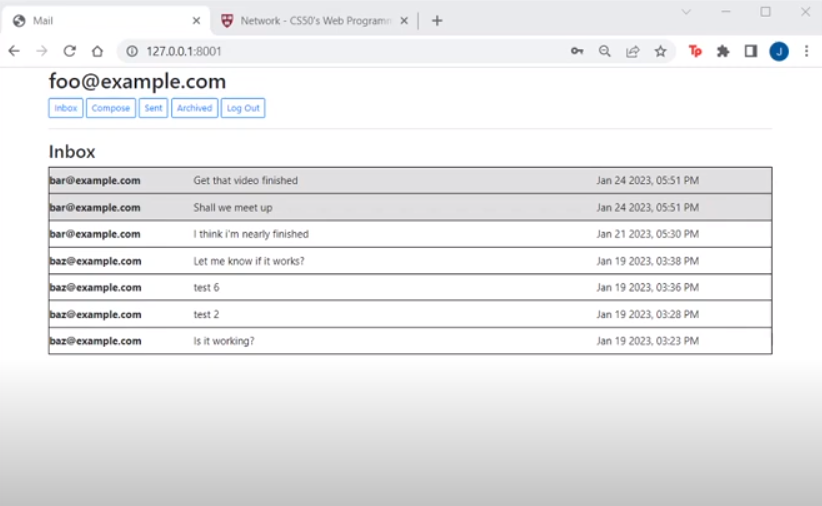 Mail Network - CS50's Web Programm
127.0.0.1:8001
foo@example.com
Inbox Compose Sent Archived Log Out
Inbox
bar@example.com Get that video finished Jan 24 2023, 05:51 PM
bar@example.com Shall we meet up Jan 24 2023, 05:51 PM
bar@example.com I think i'm nearly finished Jan 21 2023, 05:30 PM
baz@example.com Let me know if it works? Jan 19 2023, 03:38 PM
baz@example.com test 6 Jan 19 2023, 03:36 PM
baz@example.com test 2 Jan 19 2023, 03:28 PM
baz@example.com Is it working? Jan 19 2023, 03:23 PM